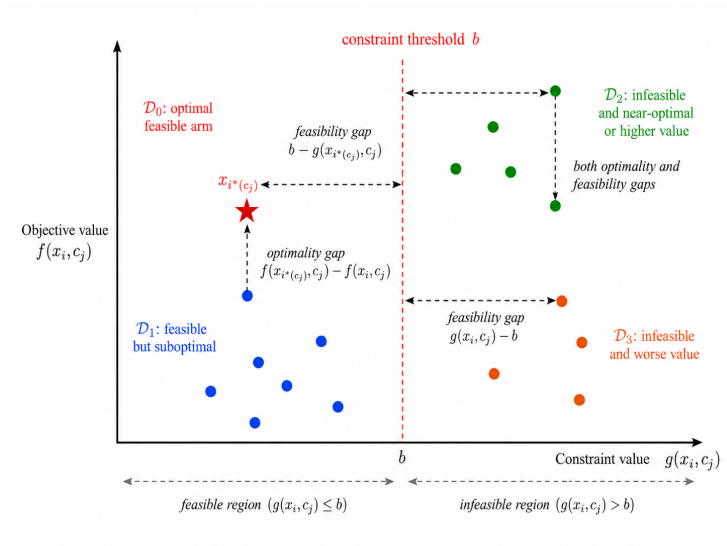 constraint threshold b
𝒟₀: optimal
feasible arm
feasibility gap
b − g(x_{i*(c_j)}, c_j)
𝒟₂: infeasible
and near-optimal
or higher value
both optimality and
feasibility gaps
x_{i*(c_j)}
Objective value
f(x_i, c_j)
optimality gap
f(x_{i*(c_j)}, c_j) − f(x_i, c_j)
𝒟₁: feasible
but suboptimal
feasibility gap
g(x_i, c_j) − b
𝒟₃: infeasible
and worse value
b
Constraint value g(x_i, c_j)
feasible region (g(x_i, c_j) ≤ b)
infeasible region (g(x_i, c_j) > b)